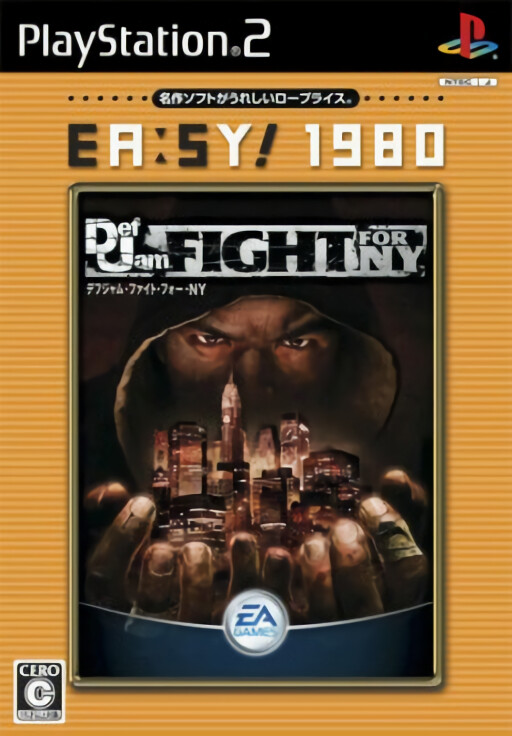 PlayStation®2
NTSC J
名作ソフトがうれしいロープライス。
EA:SY! 1980
Def Jam FIGHT FOR NY
デフジャム・ファイト・フォー・NY
EA
GAMES
CERO
C